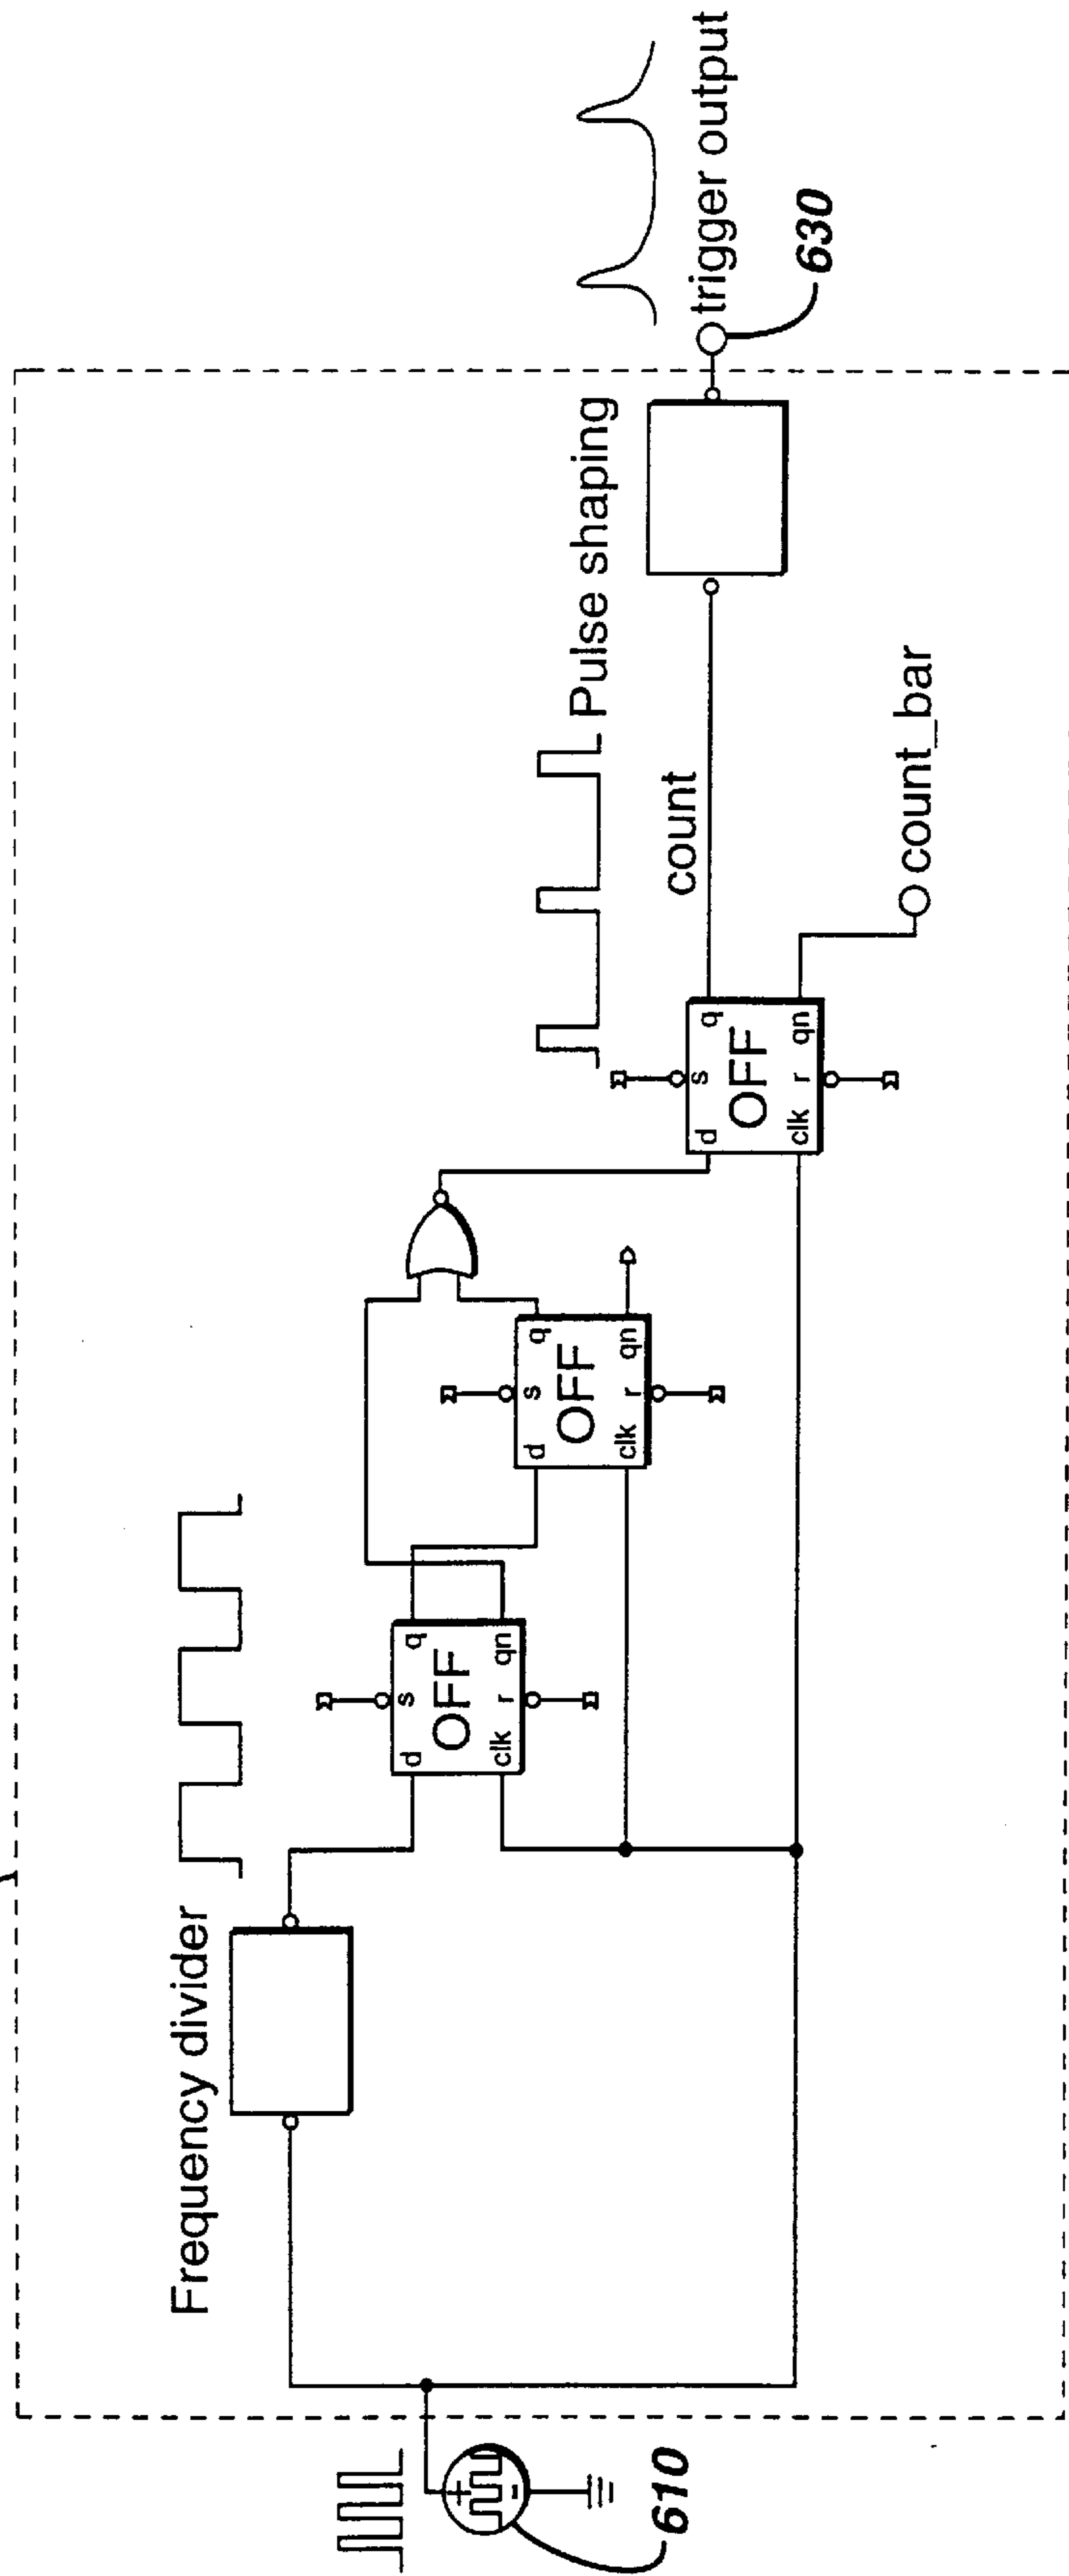 Frequency divider
610
d
s
q
OFF
clk
r
qn
d
s
q
OFF
clk
r
qn
d
s
q
OFF
clk
r
qn
count
count_bar
Pulse shaping
trigger output
630